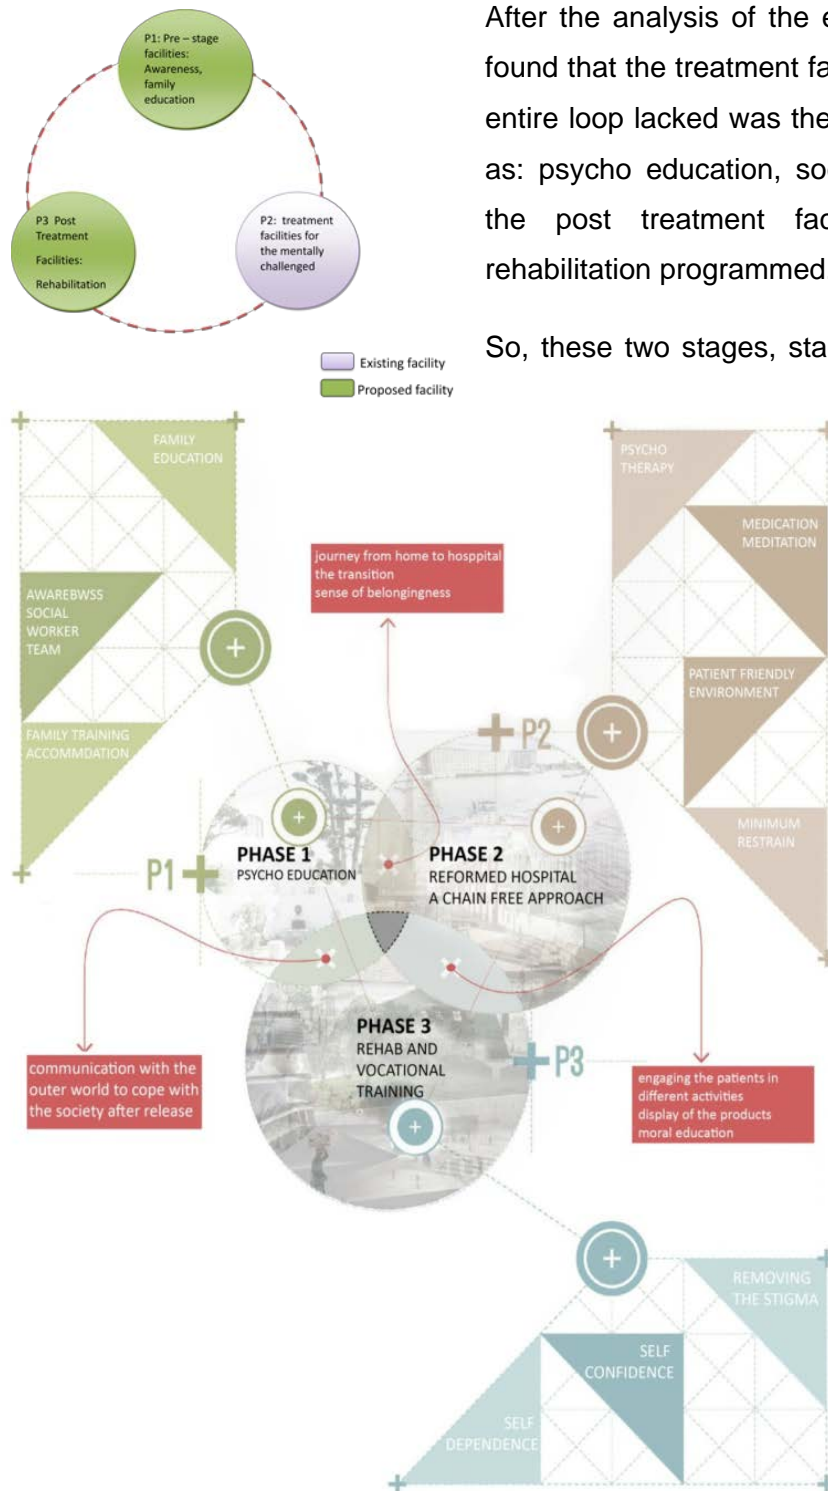 P1: Pre – stage
facilities:
Awareness,
family
education
P3 Post
Treatment
Facilities:
Rehabilitation
P2: treatment
facilities for
the mentally
challenged
Existing facility
Proposed facility
After the analysis of the
found that the treatment
entire loop lacked was the
as: psycho education,
the post treatment
rehabilitation programmed
So, these two stages,
FAMILY
EDUCATION
AWAREBWSS
SOCIAL
WORKER
TEAM
FAMILY TRAINING
ACCOMMDATION
journey from home to hosppital
the transition
sense of belongingness
PSYCHO
THERAPY
MEDICATION
MEDITATION
PATIENT FRIENDLY
ENVIRONMENT
MINIMUM
RESTRAIN
P2
P1
PHASE 1
PSYCHO EDUCATION
PHASE 2
REFORMED HOSPITAL
A CHAIN FREE APPROACH
PHASE 3
REHAB AND
VOCATIONAL
TRAINING
P3
communication with the
outer world to cope with
the society after release
engaging the patients in
different activities
display of the products
moral education
REMOVING
THE STIGMA
SELF
CONFIDENCE
SELF
DEPENDENCE